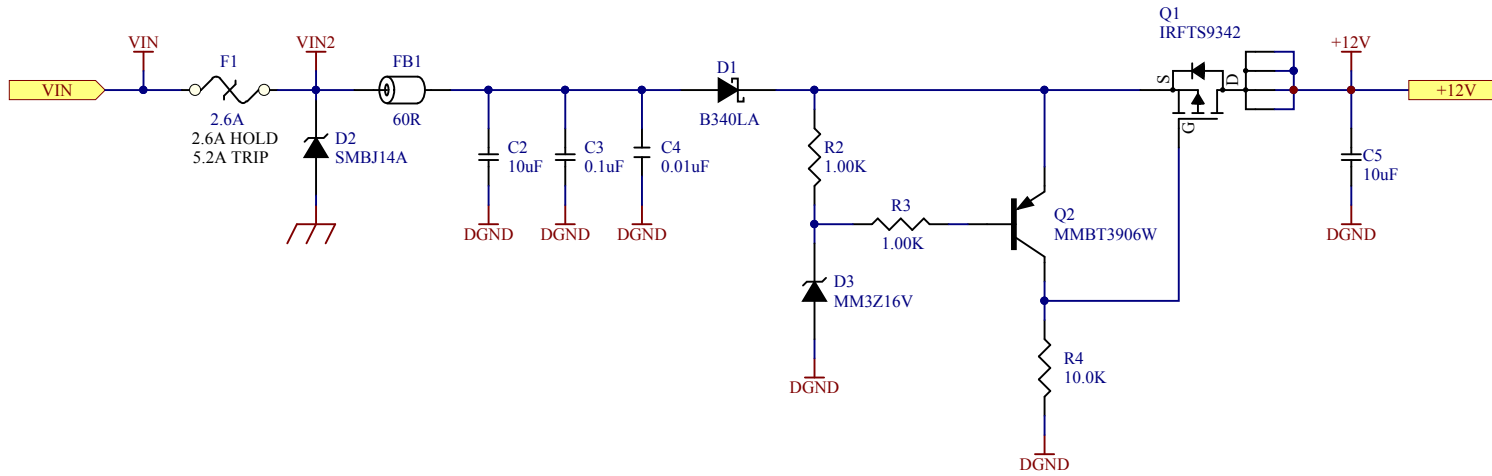 VIN
VIN
F1
2.6A
2.6A HOLD
5.2A TRIP
VIN2
D2
SMBJ14A
FB1
60R
C2
10uF
DGND
C3
0.1uF
DGND
C4
0.01uF
DGND
D1
B340LA
R2
1.00K
R3
1.00K
D3
MM3Z16V
DGND
Q2
MMBT3906W
R4
10.0K
DGND
Q1
IRFTS9342
S
D
G
+12V
+12V
C5
10uF
DGND